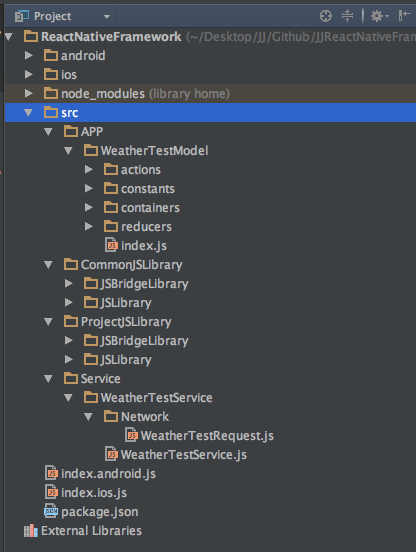 Project
ReactNativeFramework (~/Desktop/JJ/Github/JJReactNativeFran
android
ios
node_modules (library home)
src
APP
WeatherTestModel
actions
constants
containers
reducers
index.js
CommonJSLibrary
JSBridgeLibrary
JSLibrary
ProjectJSLibrary
JSBridgeLibrary
JSLibrary
Service
WeatherTestService
Network
WeatherTestRequest.js
WeatherTestService.js
index.android.js
index.ios.js
package.json
External Libraries